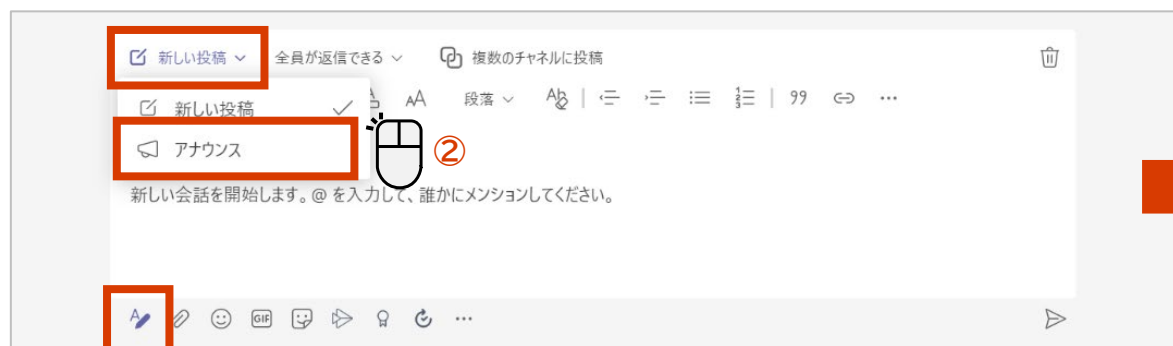 新しい投稿 全員が返信できる 複数のチャネルに投稿
新しい投稿 AA 段落 Ab 99
アナウンス ②
新しい会話を開始します。@ を入力して、誰かにメンションしてください。
A GIF